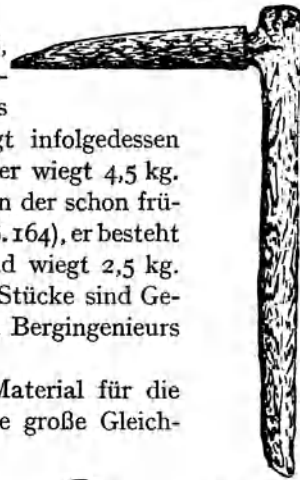 s
gt infolgedessen
er wiegt 4,5 kg.
n der schon frü-
S. 164), er besteht
d wiegt 2,5 kg.
Stücke sind Ge-
Bergingenieurs
Material für die
e große Gleich-